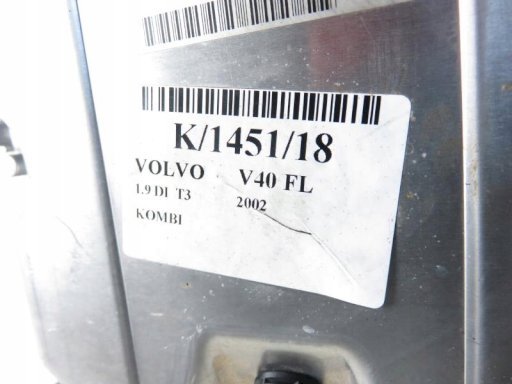 K/1451/18
VOLVO V40 FL
1.9 DI T3 2002
KOMBI